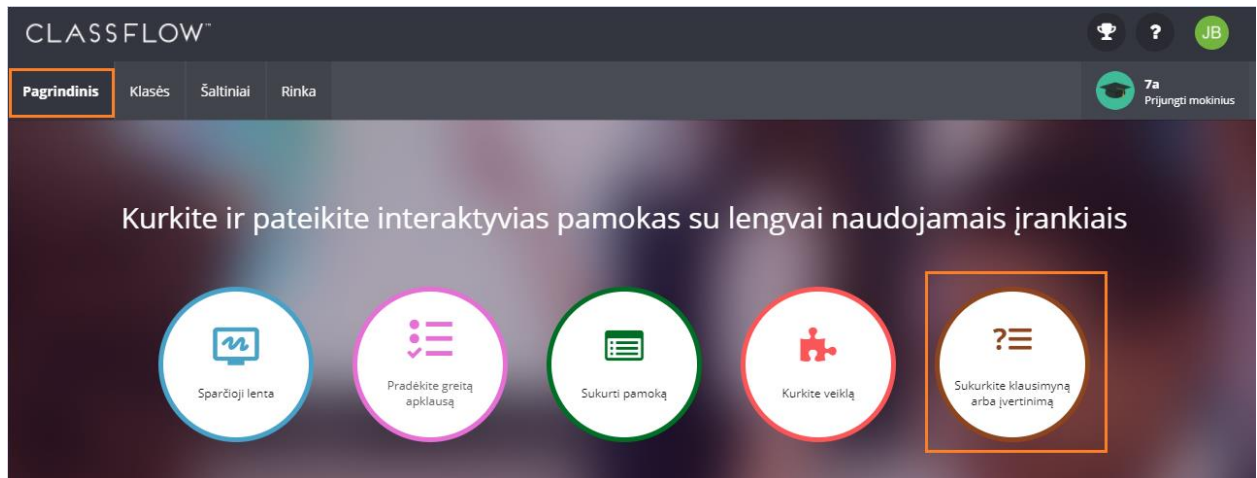 CLASSFLOW™
? JB
Pagrindinis Klasės Šaltiniai Rinka
7a
Prijungti mokinius
Kurkite ir pateikite interaktyvias pamokas su lengvai naudojamais įrankiais
Sparčioji lenta
Pradėkite greitą
apklausą
Sukurti pamoką
Kurkite veiklą
?
Sukurkite klausimyną
arba įvertinimą